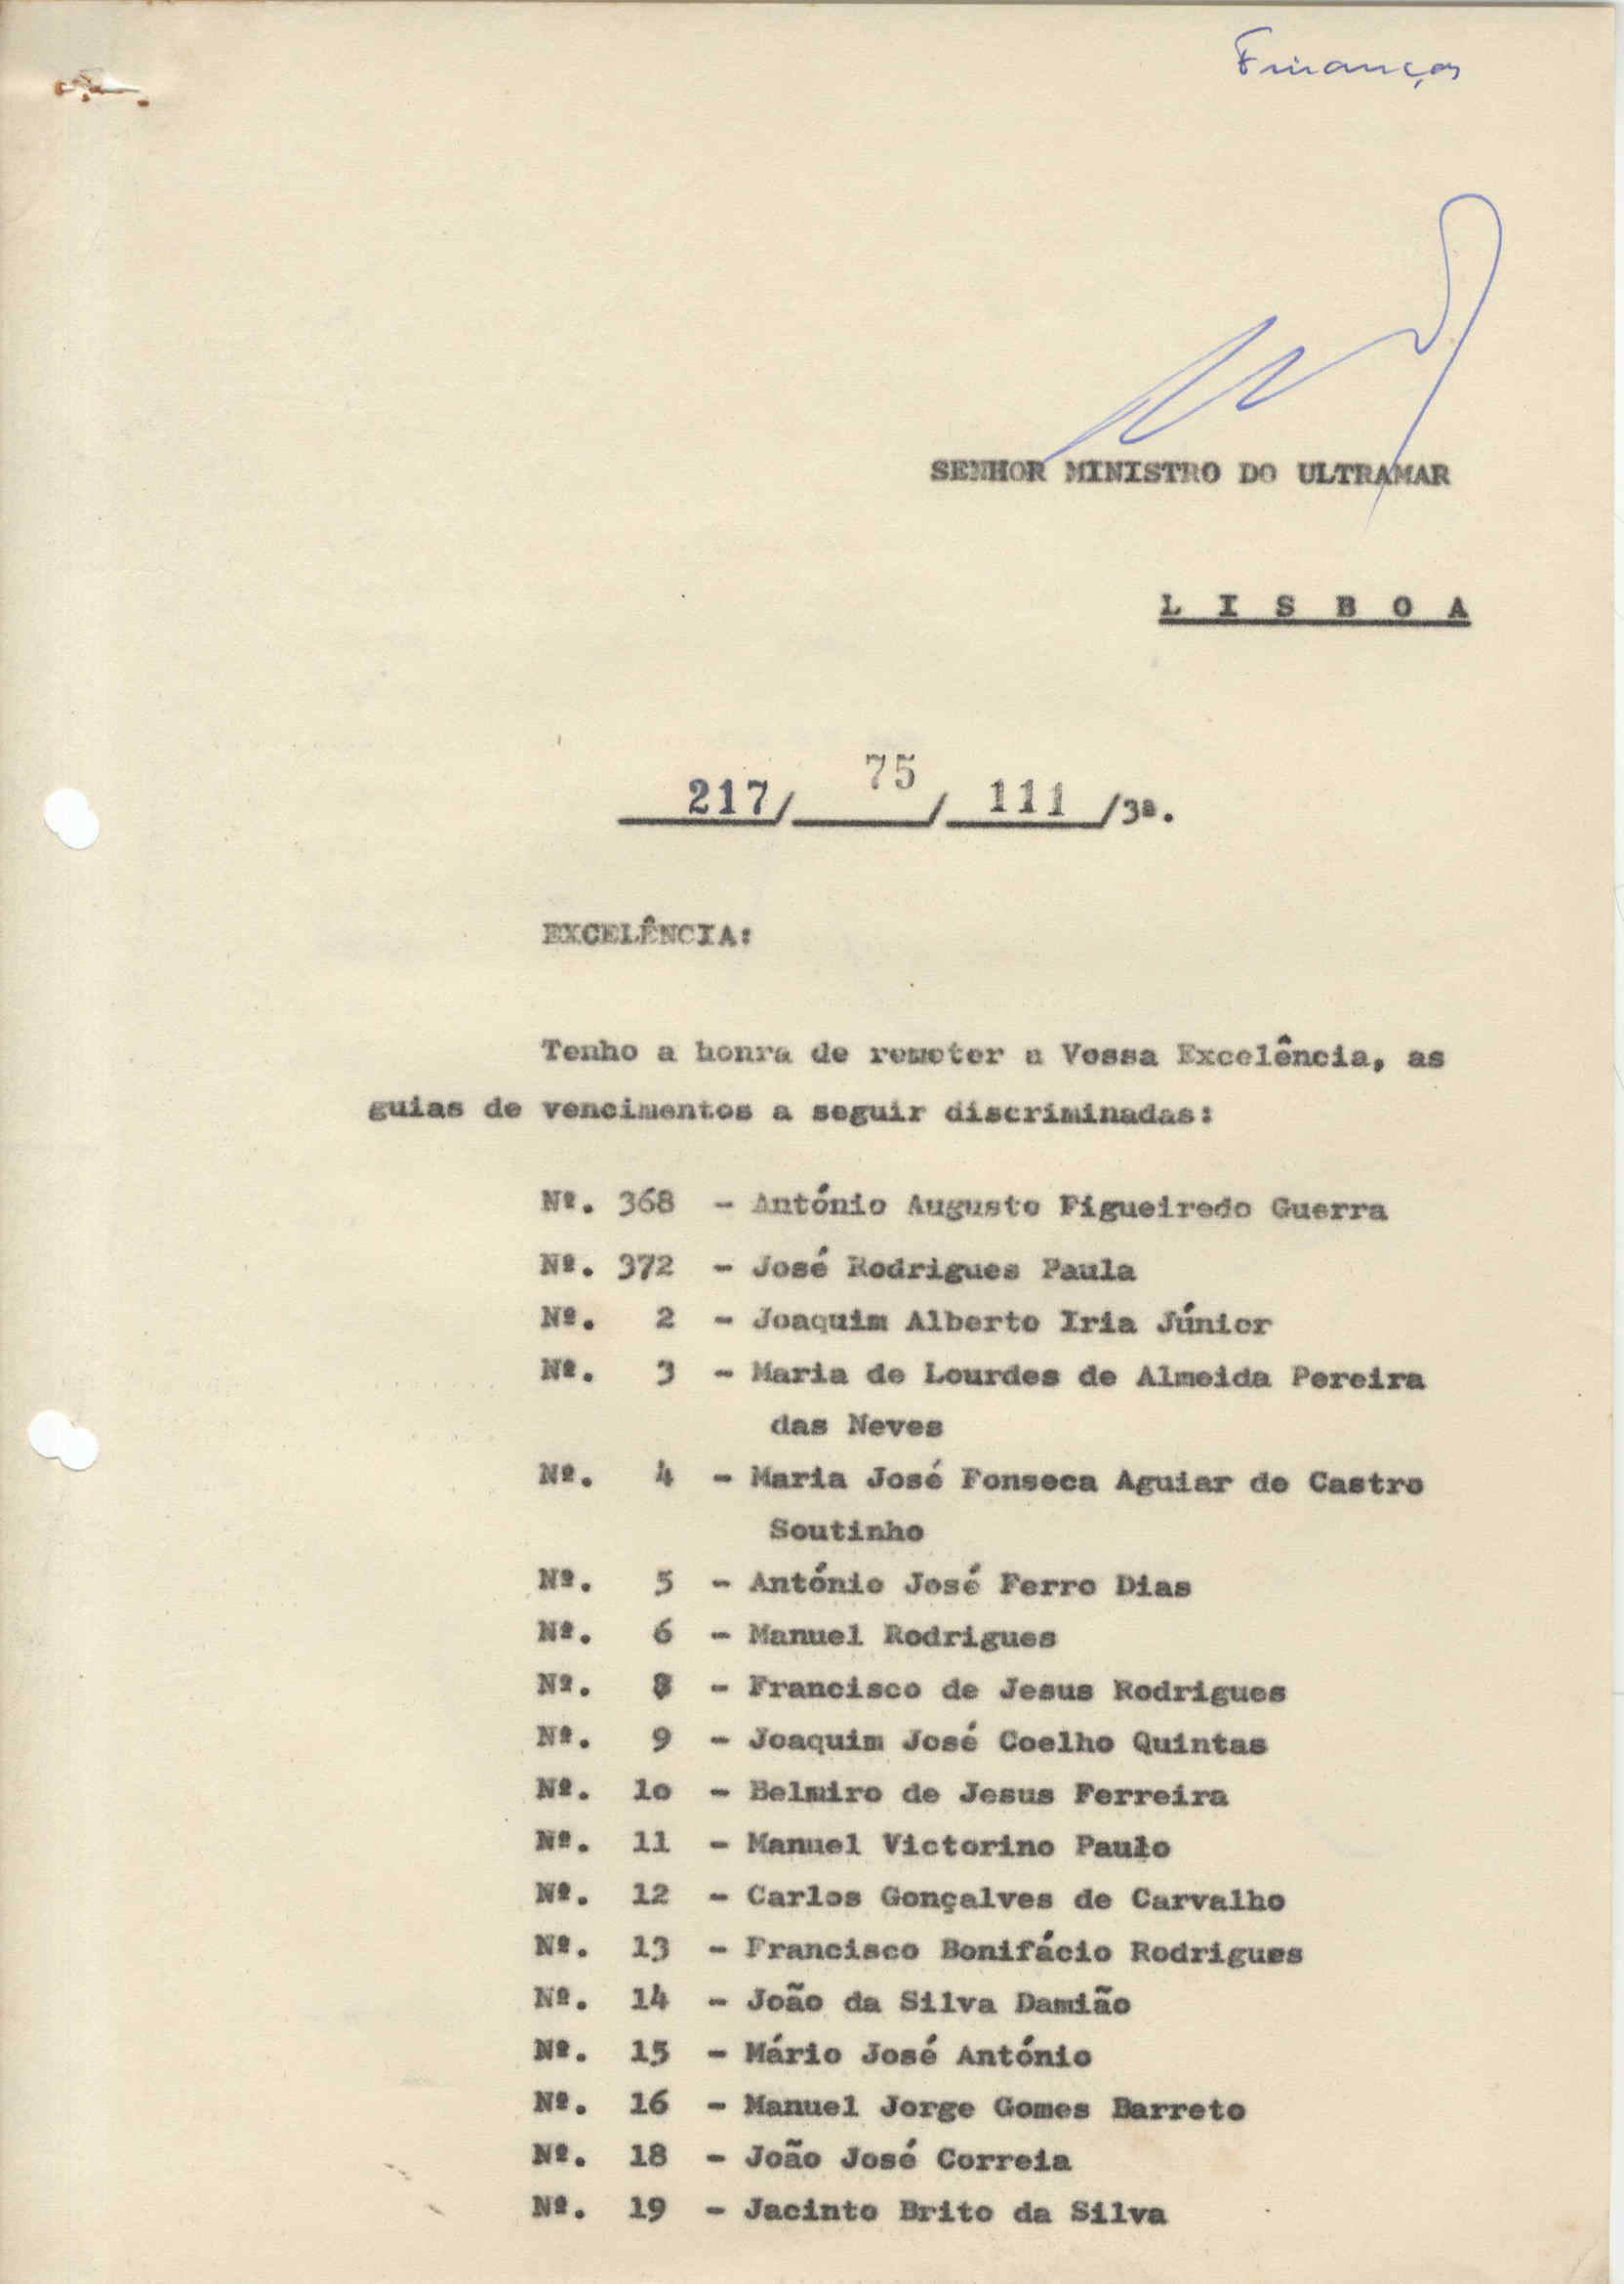 Finanças
SENHOR MINISTRO DO ULTRAMAR
L I S B O A
217/ 75 / 111 /3ª.
EXCELÊNCIA:
Tenho a honra de remeter a Vossa Excelência, as
guias de vencimentos a seguir discriminadas:
Nº. 368 - António Augusto Figueiredo Guerra
Nº. 372 - José Rodrigues Paula
Nº. 2 - Joaquim Alberto Iria Júnior
Nº. 3 - Maria de Lourdes de Almeida Pereira
das Neves
Nº. 4 - Maria José Fonseca Aguiar de Castro
Soutinho
Nº. 5 - António José Ferro Dias
Nº. 6 - Manuel Rodrigues
Nº. 8 - Francisco de Jesus Rodrigues
Nº. 9 - Joaquim José Coelho Quintas
Nº. 1o - Belmiro de Jesus Ferreira
Nº. 11 - Manuel Victorino Paulo
Nº. 12 - Carlos Gonçalves de Carvalho
Nº. 13 - Francisco Bonifácio Rodrigues
Nº. 14 - João da Silva Damião
Nº. 15 - Mário José António
Nº. 16 - Manuel Jorge Gomes Barreto
Nº. 18 - João José Correia
Nº. 19 - Jacinto Brito da Silva